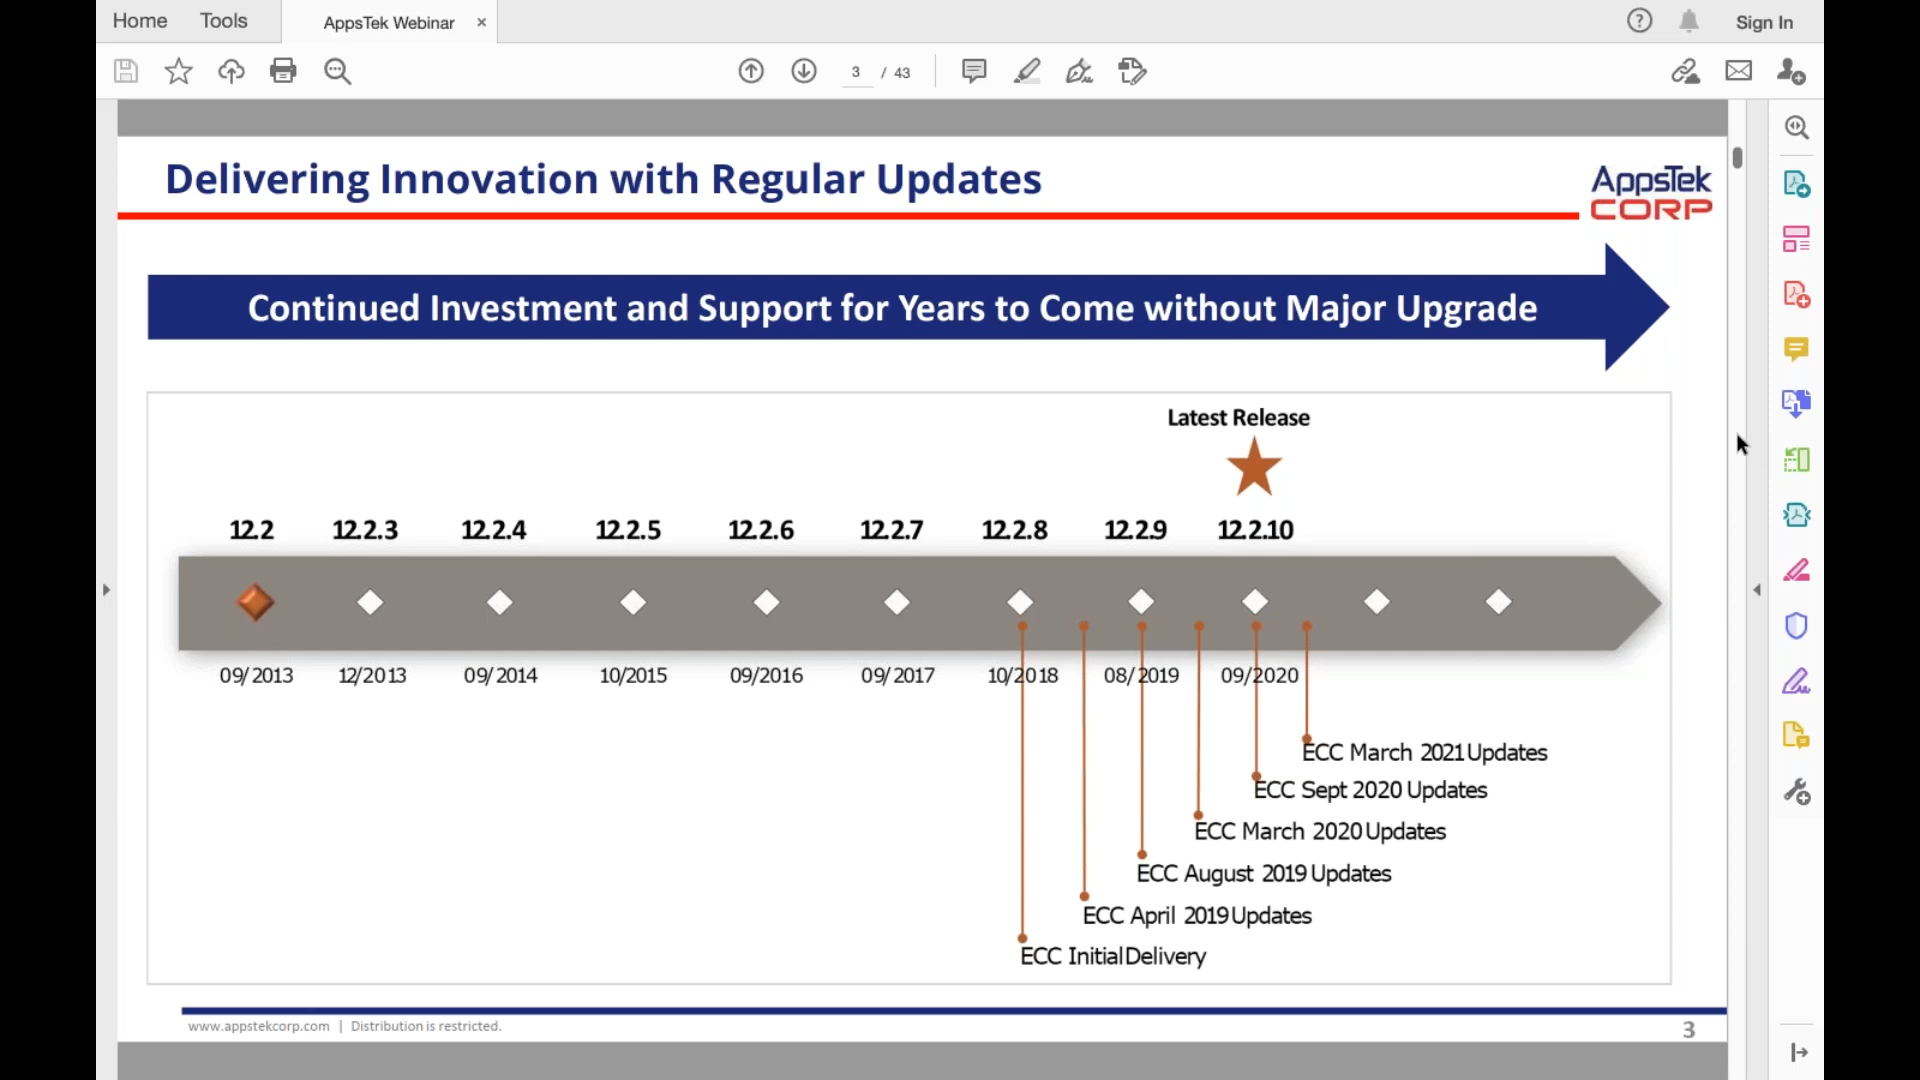 Home Tools AppsTek Webinar × ? Sign In
3 / 43
Delivering Innovation with Regular Updates
AppsTek
CORP
Continued Investment and Support for Years to Come without Major Upgrade
Latest Release
12.2 12.2.3 12.2.4 12.2.5 12.2.6 12.2.7 12.2.8 12.2.9 12.2.10
09/2013 12/2013 09/2014 10/2015 09/2016 09/2017 10/2018 08/2019 09/2020
ECC March 2021 Updates
ECC Sept 2020 Updates
ECC March 2020 Updates
ECC August 2019 Updates
ECC April 2019 Updates
ECC Initial Delivery
www.appstekcorp.com | Distribution is restricted.
3